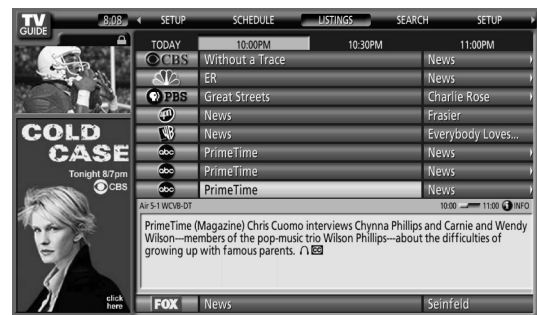 TV GUIDE
8:08
SETUP SCHEDULE LISTINGS SEARCH SETUP
TODAY 10:00PM 10:30PM 11:00PM
CBS Without a Trace News
NBC ER News
PBS Great Streets Charlie Rose
UPN News Frasier
WB News Everybody Loves...
abc PrimeTime News
abc PrimeTime News
abc PrimeTime News
Air 5-1 WCVB-DT 10:00 11:00 i INFO
PrimeTime (Magazine) Chris Cuomo interviews Chynna Phillips and Carnie and Wendy
Wilson---members of the pop-music trio Wilson Phillips---about the difficulties of
growing up with famous parents.
FOX News Seinfeld
COLD
CASE
Tonight 8/7pm
CBS
click
here